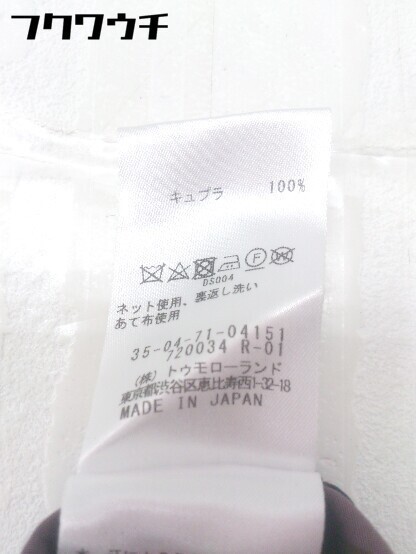 フクワウチ
キュプラ 100%
F W
DS004
ネット使用、裏返し洗い
あて布使用
35-04-71-04151
720034 R-01
(株) トゥモローランド
東京都渋谷区恵比寿西1-32-18
MADE IN JAPAN